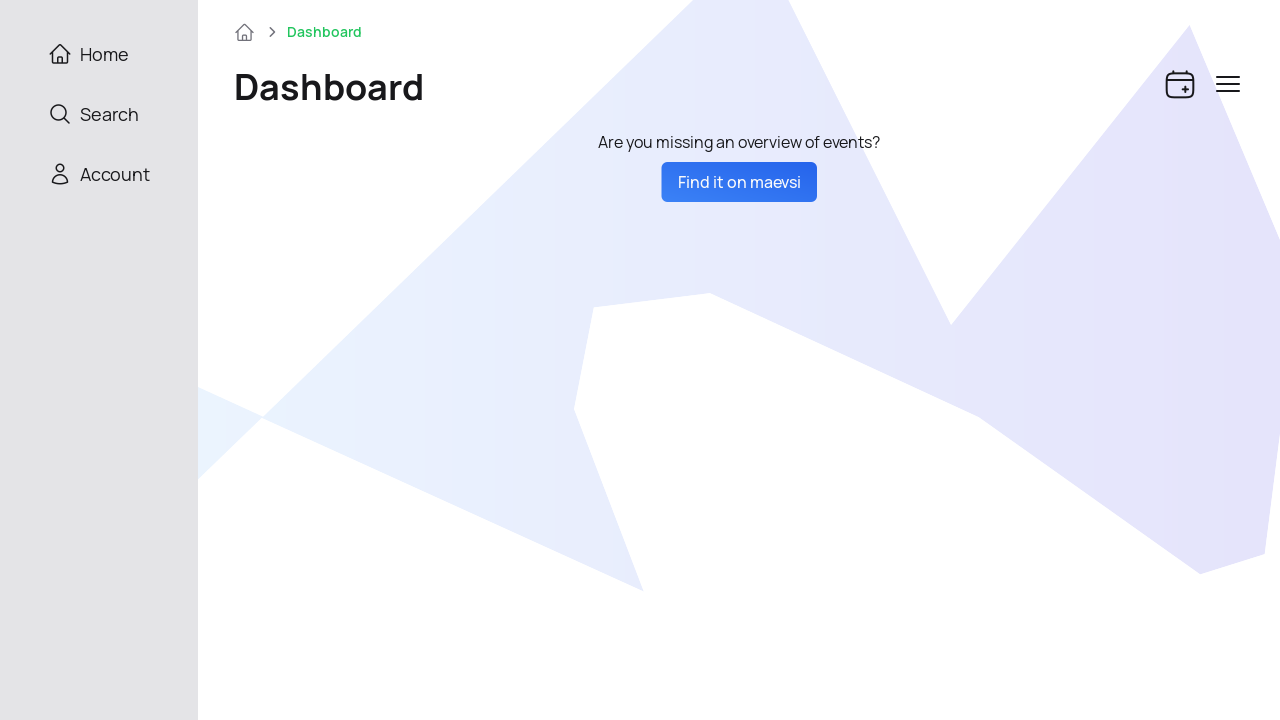 Home
Search
Account
Dashboard
Dashboard
Are you missing an overview of events?
Find it on maevsi